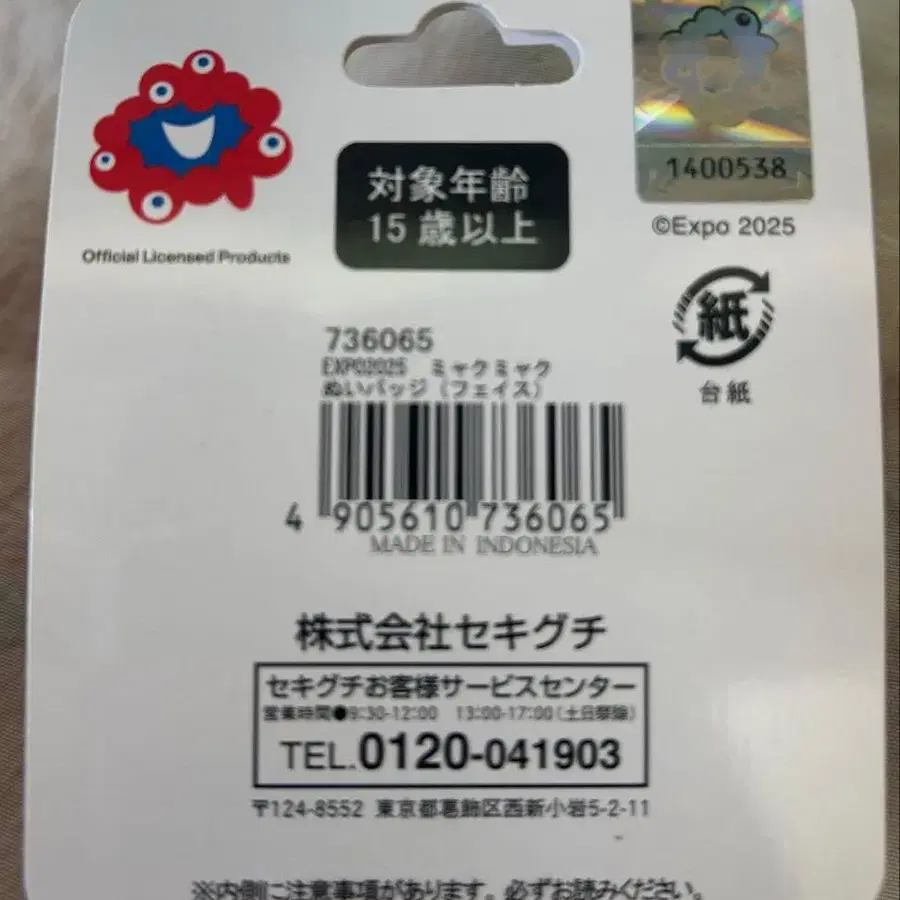 Official Licensed Products
対象年齢
15歳以上
1400538
©Expo 2025
紙
台紙
736065
EXPO2025 ミャクミャク
ぬいバッジ（フェイス）
4 905610 736065
MADE IN INDONESIA
株式会社セキグチ
セキグチお客様サービスセンター
営業時間●9:30-12:00 13:00-17:00（土日祭除）
TEL.0120-041903
〒124-8552 東京都葛飾区西新小岩5-2-11
※内側に注意事項があります。必ずお読みください。